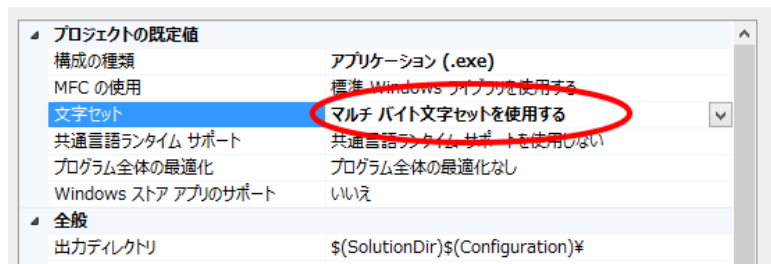 プロジェクトの既定値
構成の種類 アプリケーション (.exe)
MFC の使用 標準 Windows ライブラリを使用する
文字セット マルチ バイト文字セットを使用する
共通言語ランタイム サポート 共通言語ランタイム サポートを使用しない
プログラム全体の最適化 プログラム全体の最適化なし
Windows ストア アプリのサポート いいえ
全般
出力ディレクトリ $(SolutionDir)$(Configuration)¥